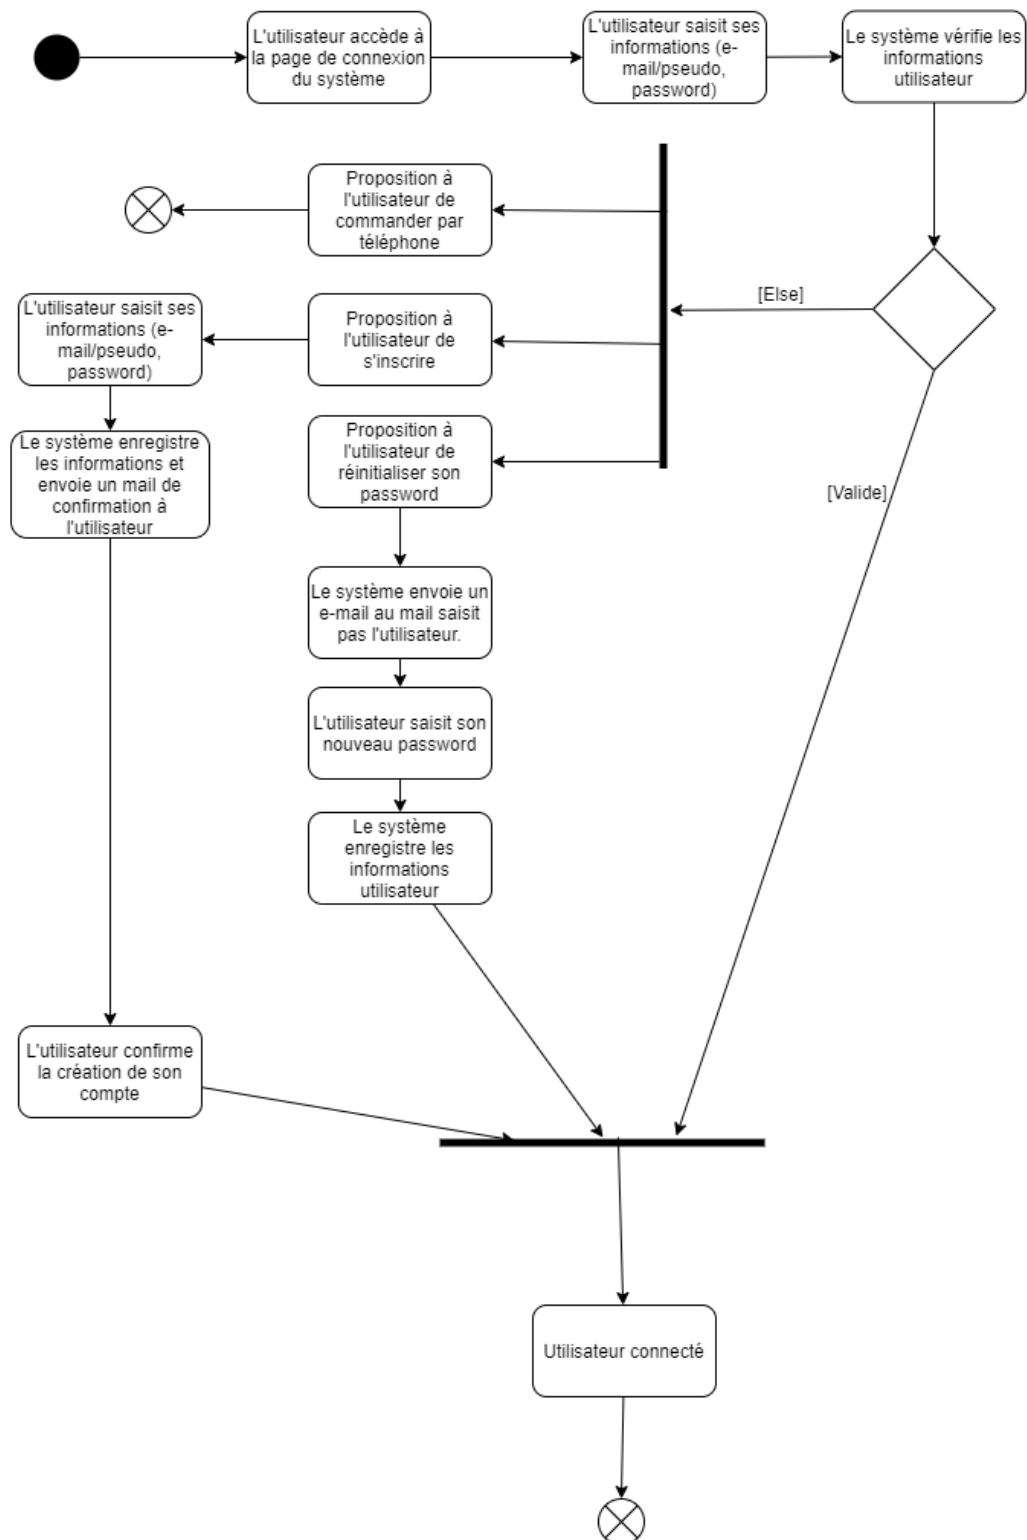 L'utilisateur accède à
la page de connexion
du système
L'utilisateur saisit ses
informations (e-
mail/pseudo,
password)
Le système vérifie les
informations
utilisateur
Proposition à
l'utilisateur de
commander par
téléphone
[Else]
L'utilisateur saisit ses
informations (e-
mail/pseudo,
password)
Proposition à
l'utilisateur de
s'inscrire
Le système enregistre
les informations et
envoie un mail de
confirmation à
l'utilisateur
Proposition à
l'utilisateur de
réinitialiser son
password
[Valide]
Le système envoie un
e-mail au mail saisit
pas l'utilisateur.
L'utilisateur saisit son
nouveau password
Le système
enregistre les
informations
utilisateur
L'utilisateur confirme
la création de son
compte
Utilisateur connecté